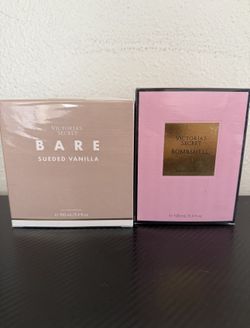 VICTORIA'S SECRET
BARE
SUEDED VANILLA
VICTORIA'S
SECRET
BOMBSHELL